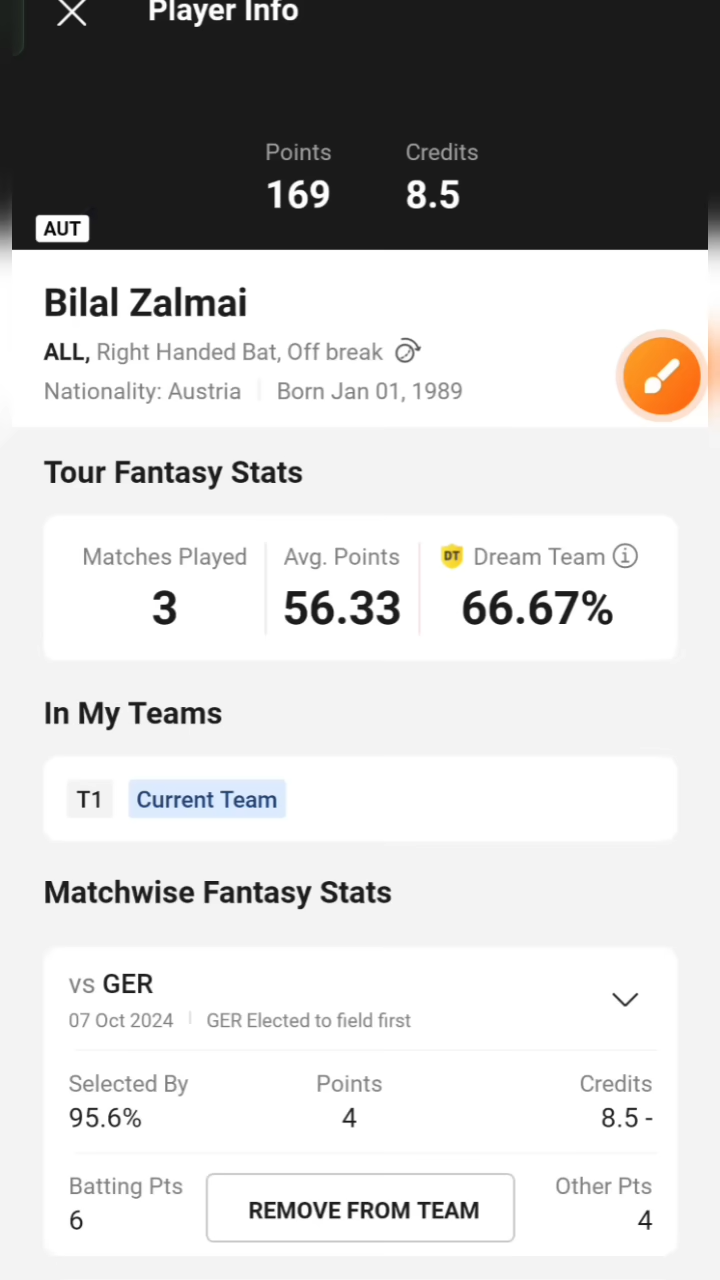 Player Info
Points Credits
169 8.5
AUT
Bilal Zalmai
ALL, Right Handed Bat, Off break
Nationality: Austria Born Jan 01, 1989
Tour Fantasy Stats
Matches Played Avg. Points DT Dream Team
3 56.33 66.67%
In My Teams
T1 Current Team
Matchwise Fantasy Stats
vs GER
07 Oct 2024 GER Elected to field first
Selected By Points Credits
95.6% 4 8.5 -
Batting Pts Other Pts
REMOVE FROM TEAM
6 4